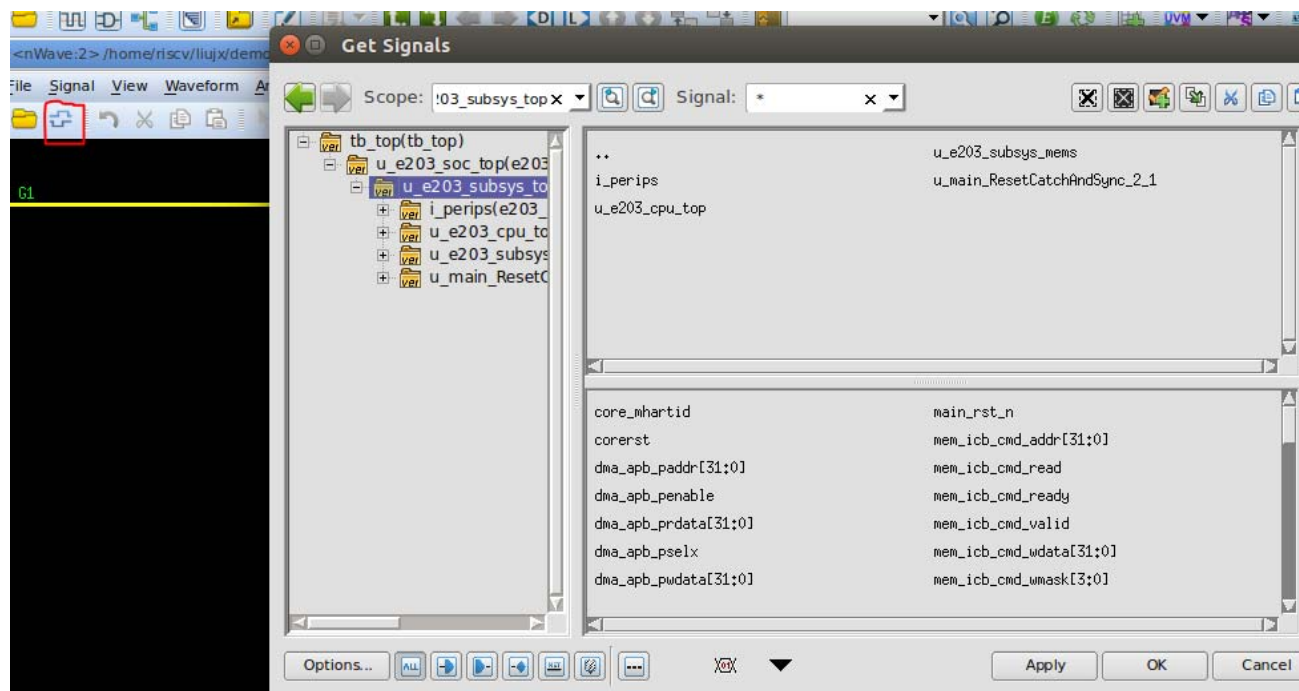 <nWave:2> /home/riscv/liujx/demo
Get Signals
File Signal View Waveform
Scope: :03_subsys_top x Signal: * x
G1
tb_top(tb_top)
u_e203_soc_top(e203
u_e203_subsys_to
i_perips(e203_
u_e203_cpu_to
u_e203_subsys
u_main_ResetC
.. u_e203_subsys_mems
i_perips u_main_ResetCatchAndSync_2_1
u_e203_cpu_top
core_mhartid main_rst_n
corerst mem_icb_cmd_addr[31:0]
dma_apb_paddr[31:0] mem_icb_cmd_read
dma_apb_penable mem_icb_cmd_ready
dma_apb_prdata[31:0] mem_icb_cmd_valid
dma_apb_pselx mem_icb_cmd_wdata[31:0]
dma_apb_pwdata[31:0] mem_icb_cmd_wmask[3:0]
Options... ALL Apply OK Cancel